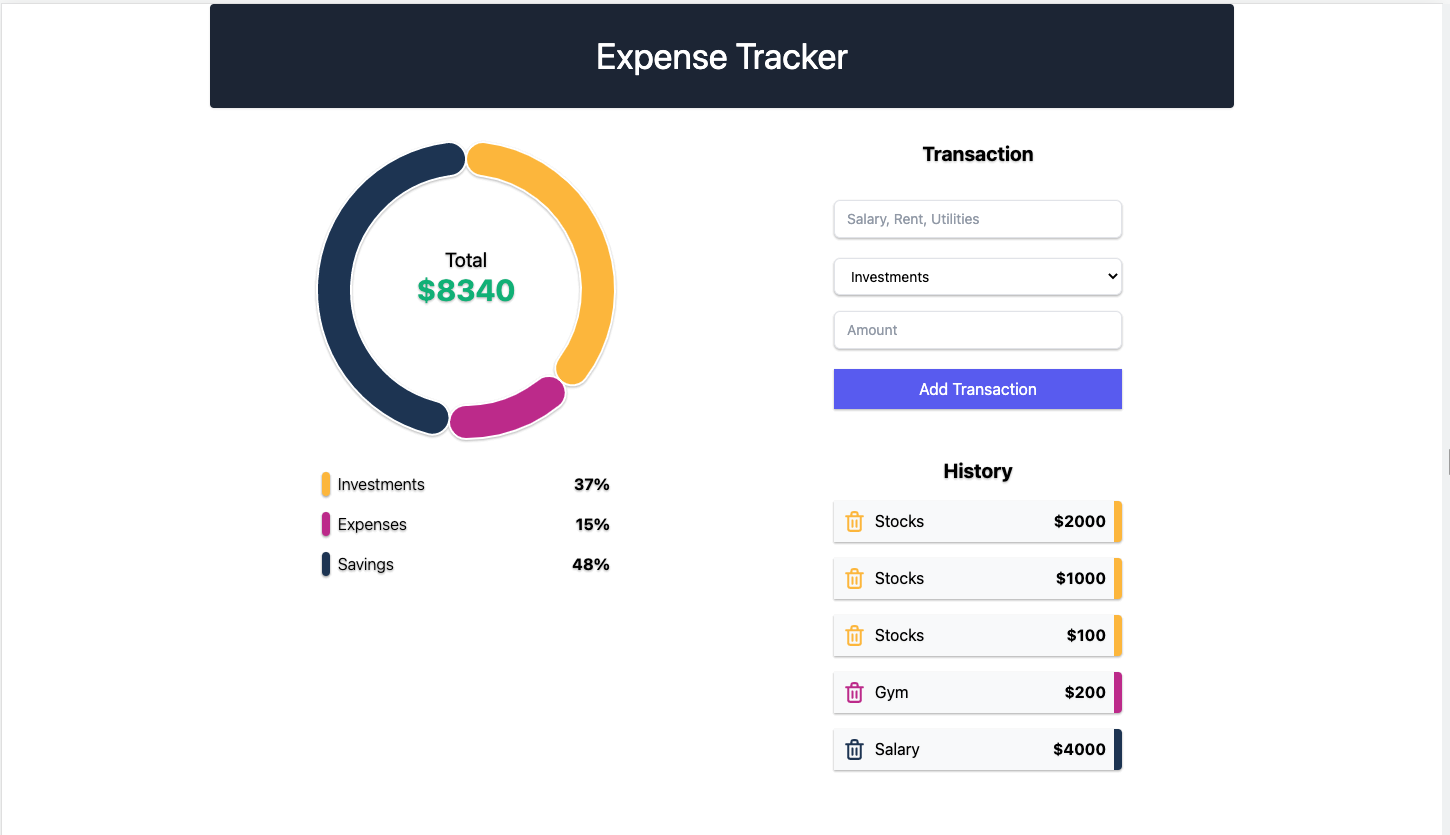 Expense Tracker
Total
$8340
Investments 37%
Expenses 15%
Savings 48%
Transaction
Salary, Rent, Utilities
Investments
Amount
Add Transaction
History
Stocks $2000
Stocks $1000
Stocks $100
Gym $200
Salary $4000